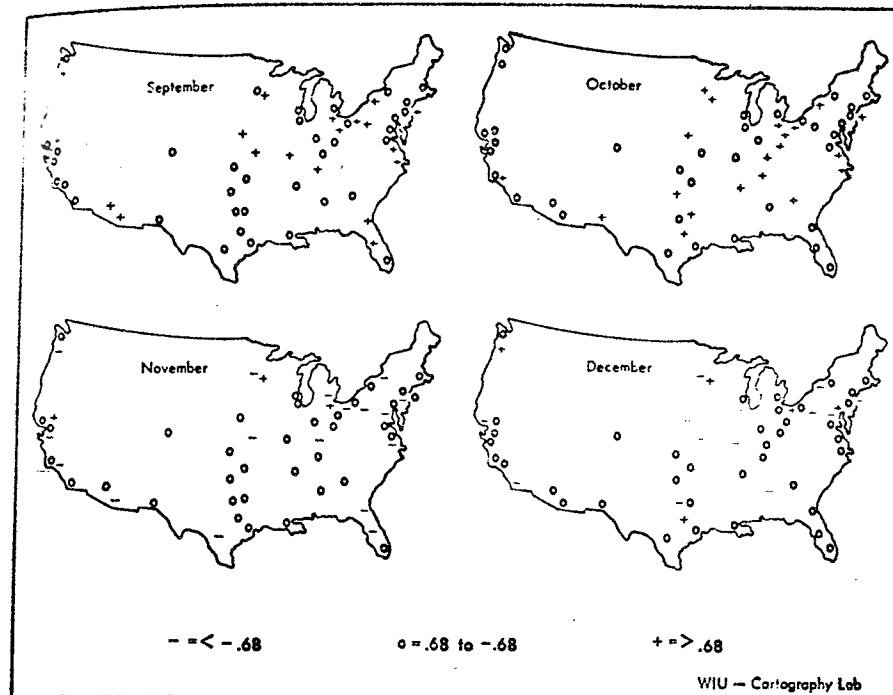 September
October
November
December
- = < -.68
o = .68 to -.68
+ = > .68
WIU — Cartography Lab